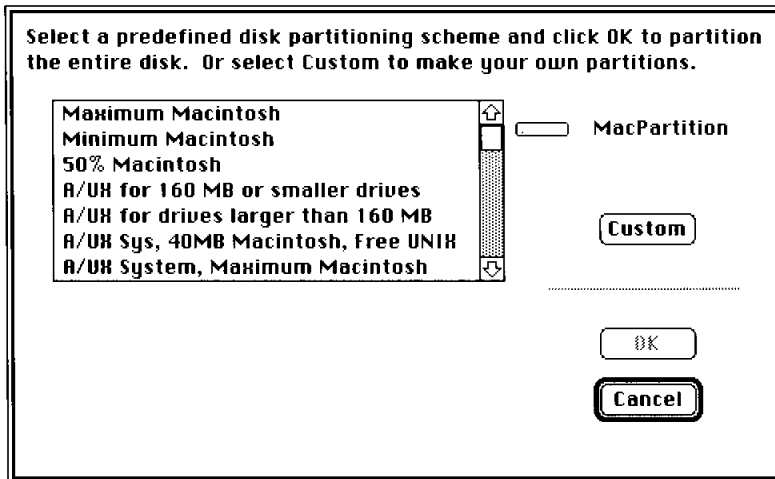 Select a predefined disk partitioning scheme and click OK to partition
the entire disk.  Or select Custom to make your own partitions.
Maximum Macintosh
Minimum Macintosh
50% Macintosh
A/UX for 160 MB or smaller drives
A/UX for drives larger than 160 MB
A/UX Sys, 40MB Macintosh, Free UNIX
A/UX System, Maximum Macintosh
MacPartition
Custom
OK
Cancel